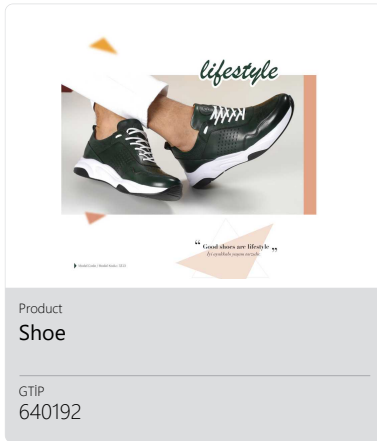 lifestyle
“ Good shoes are lifestyle „
Product
Shoe
GTİP
640192